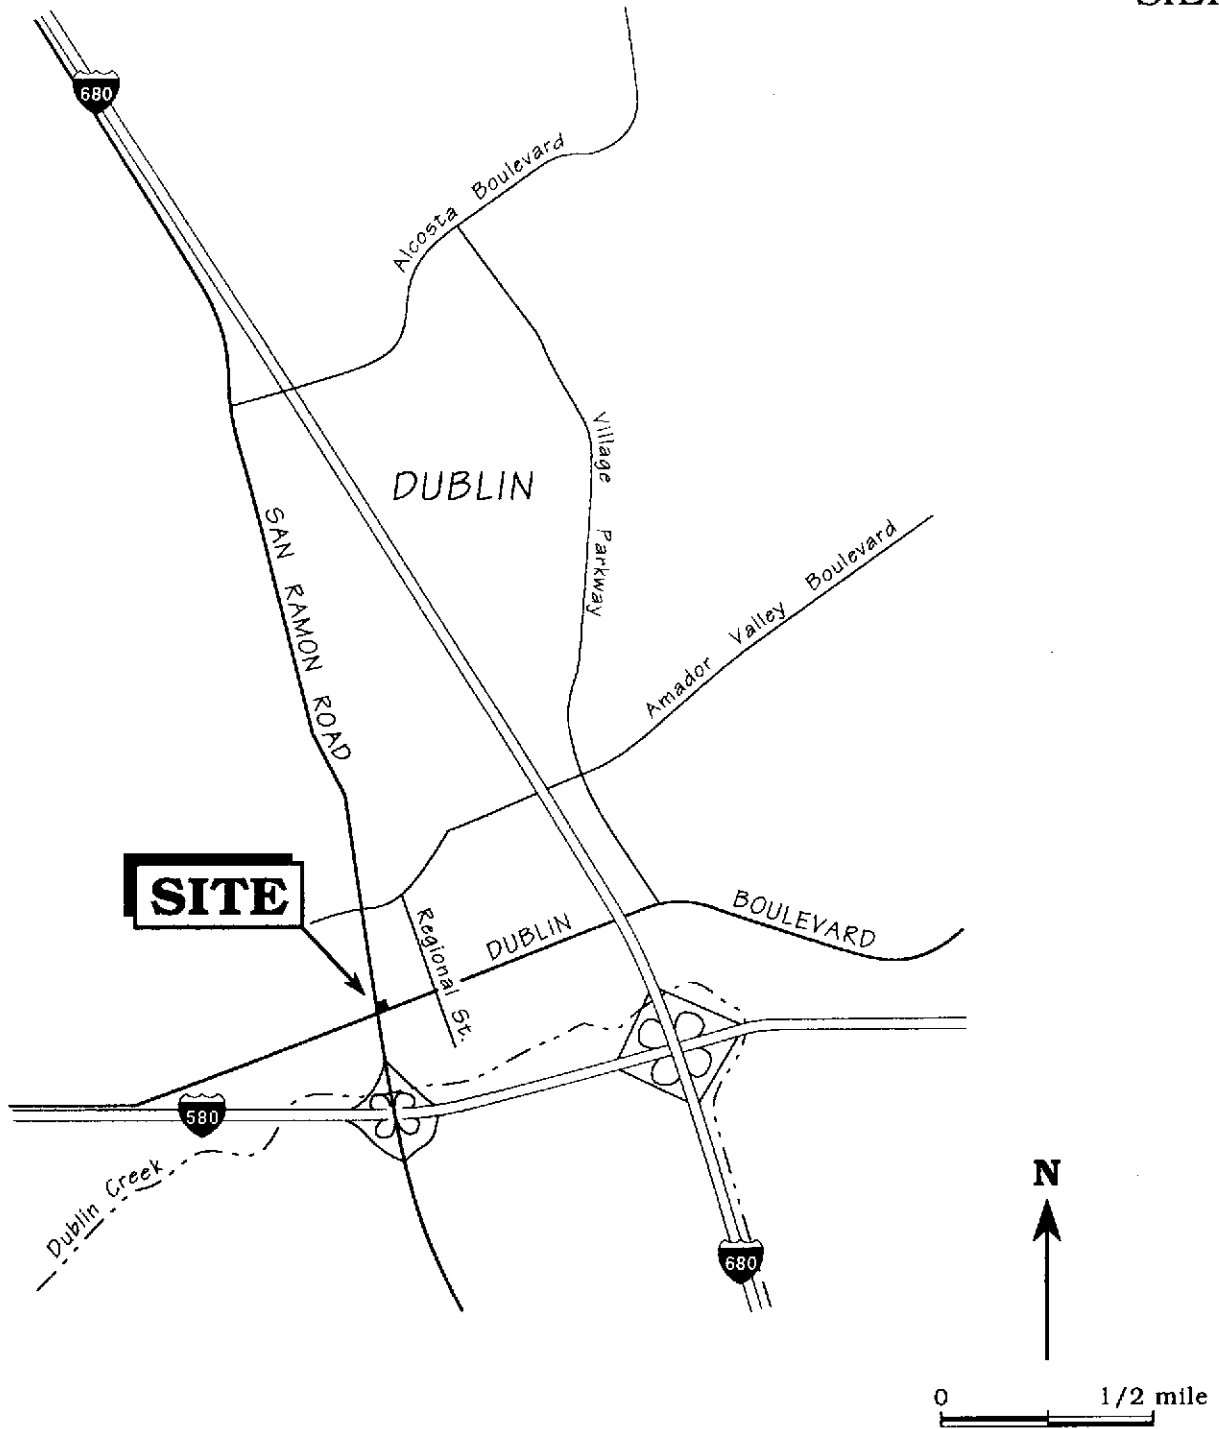 680
Alcosta Boulevard
Village Parkway
DUBLIN
SAN RAMON ROAD
Amador Valley Boulevard
SITE
Regional St.
DUBLIN BOULEVARD
580
Dublin Creek
680
N
0 1/2 mile